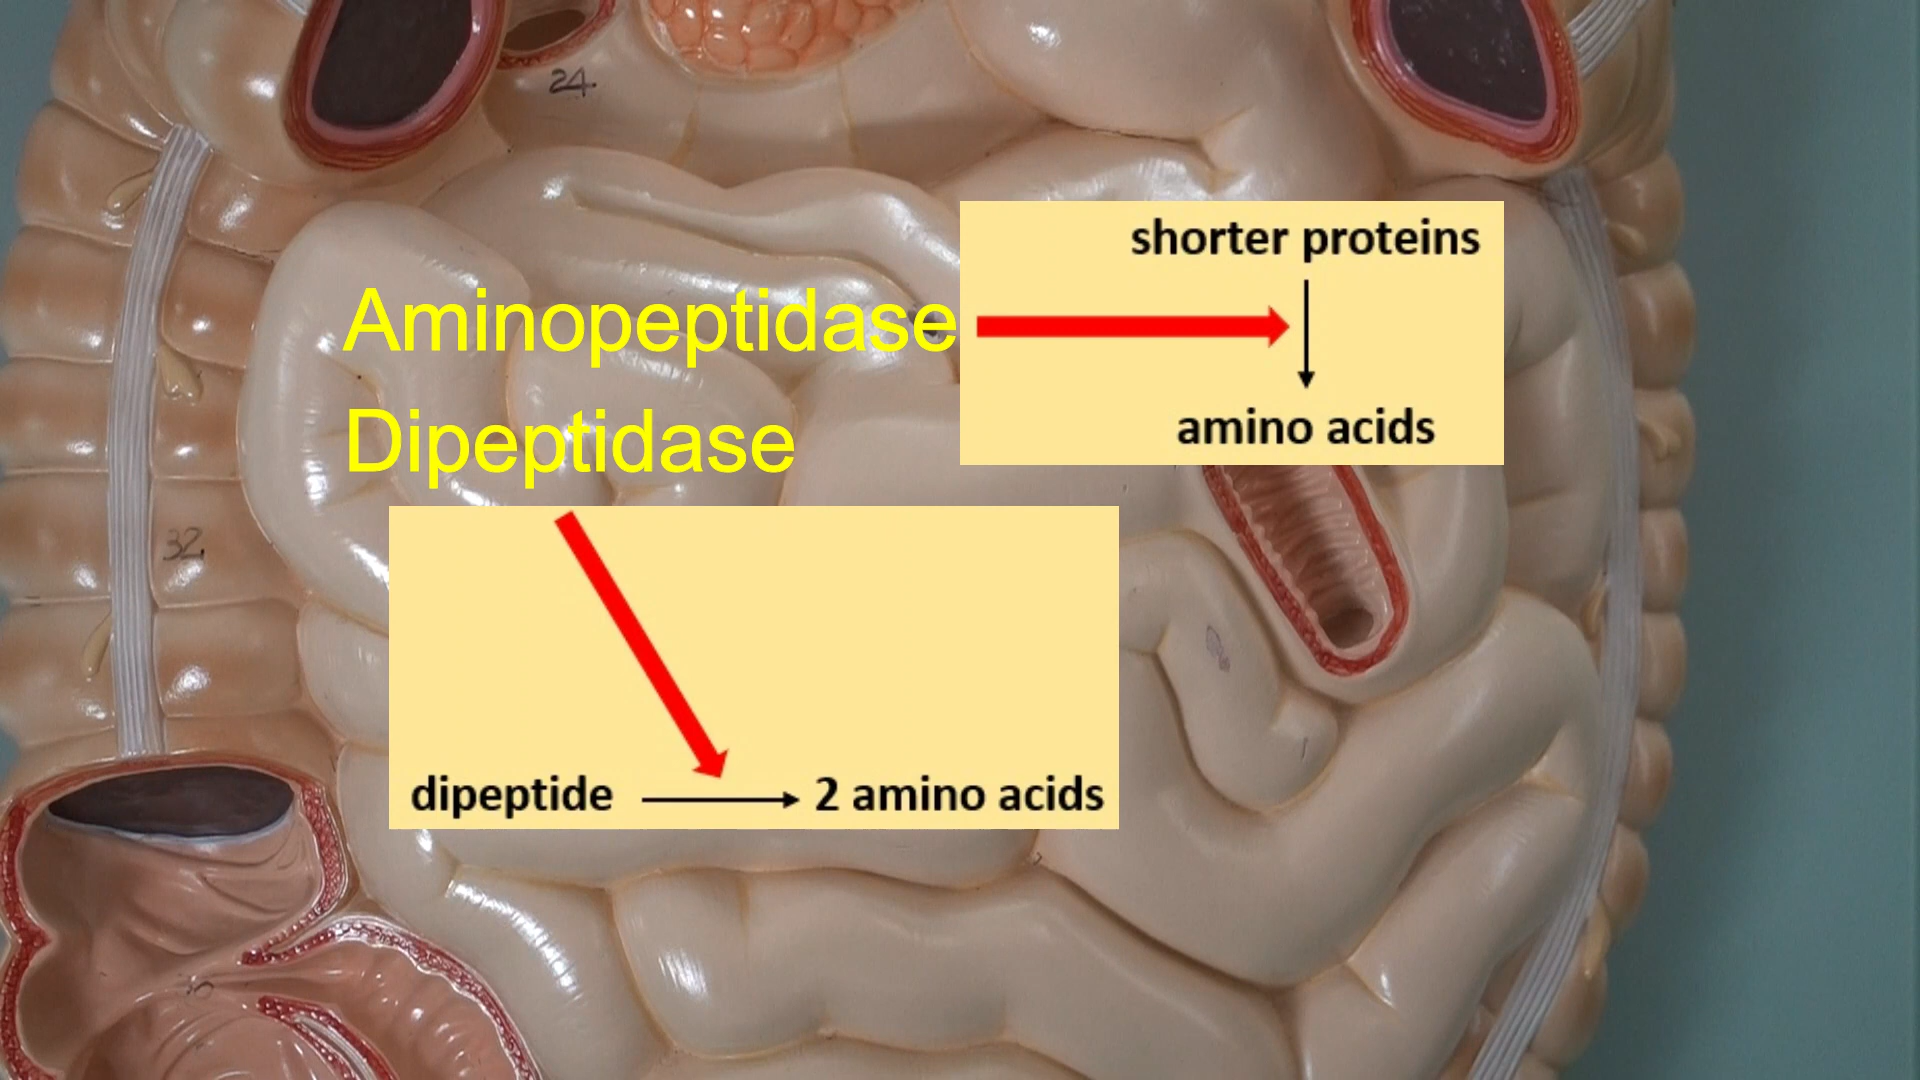 24
shorter proteins
Aminopeptidase
amino acids
Dipeptidase
32
dipeptide
2 amino acids